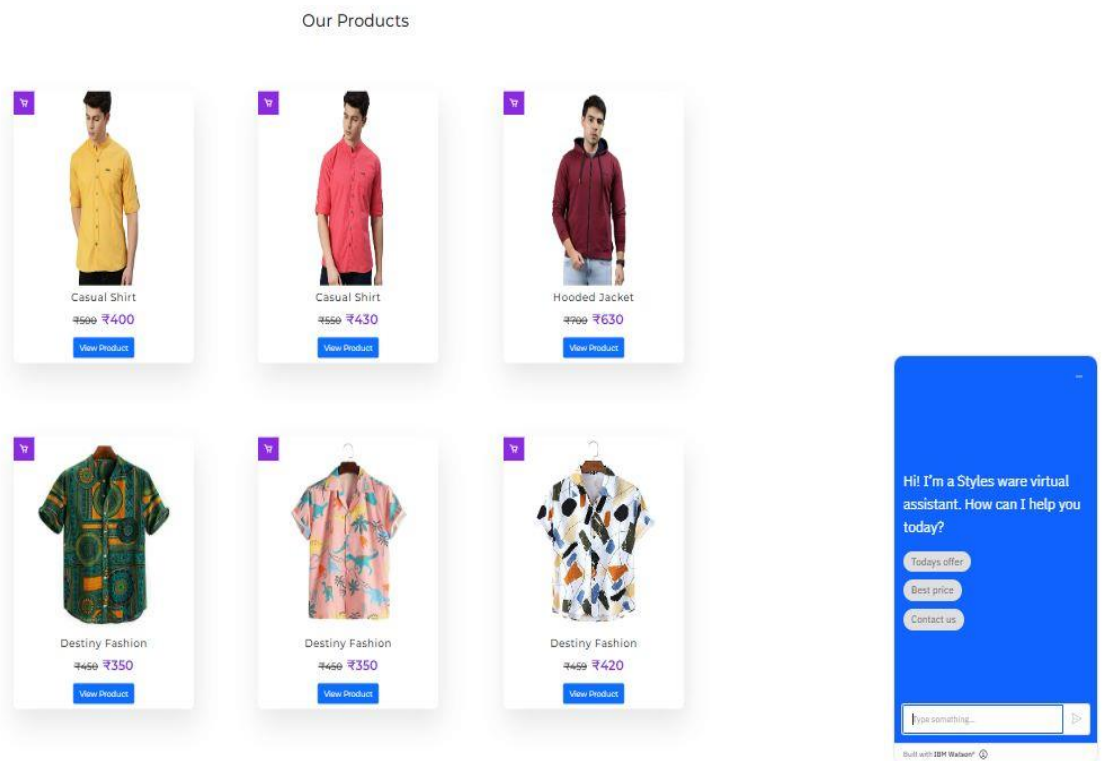 Our Products
Casual Shirt
₹500 ₹400
View Product
Casual Shirt
₹550 ₹430
View Product
Hooded Jacket
₹700 ₹630
View Product
Destiny Fashion
₹450 ₹350
View Product
Destiny Fashion
₹450 ₹350
View Product
Destiny Fashion
₹459 ₹420
View Product
Hi! I'm a Styles ware virtual
assistant. How can I help you
today?
Todays offer
Best price
Contact us
Type something...
Built with IBM Watson®